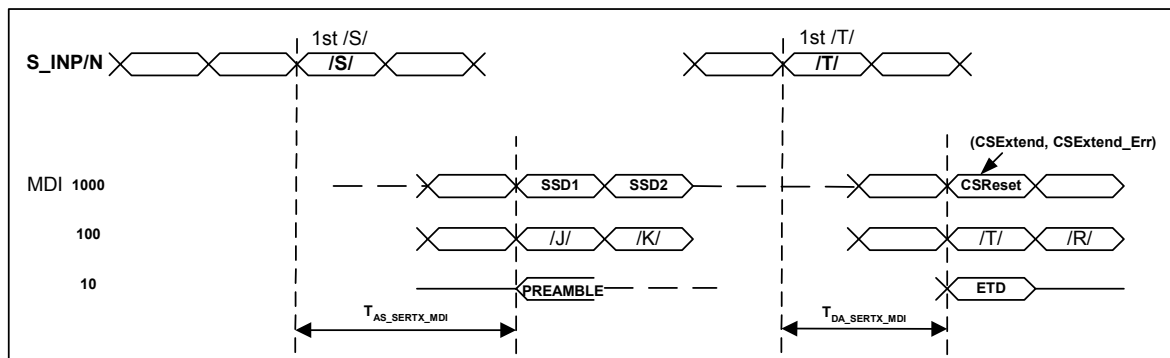 1st /S/
1st /T/
S_INP/N
/S/
/T/
(CSExtend, CSExtend_Err)
MDI 1000
SSD1
SSD2
CSReset
100
/J/
/K/
/T/
/R/
10
PREAMBLE
ETD
TAS_SERTX_MDI
TDA_SERTX_MDI